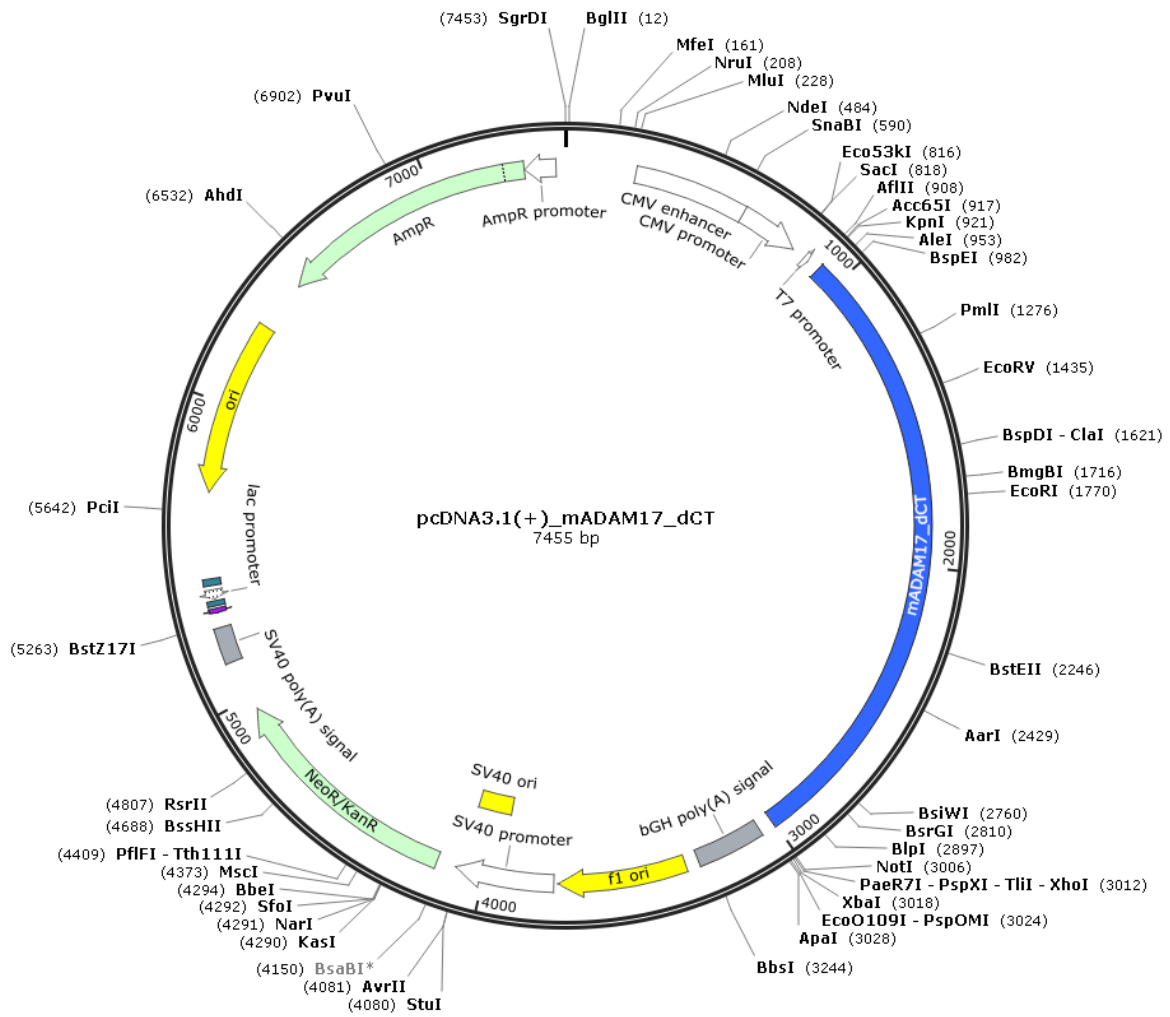 (7453) SgrDI
BglII (12)
MfeI (161)
NruI (208)
MluI (228)
NdeI (484)
SnaBI (590)
Eco53kI (816)
SacI (818)
AflII (908)
Acc65I (917)
KpnI (921)
AleI (953)
BspEI (982)
PmlI (1276)
EcoRV (1435)
BspDI - ClaI (1621)
BmgBI (1716)
EcoRI (1770)
BstEII (2246)
AarI (2429)
BsiWI (2760)
BsrGI (2810)
BlpI (2897)
NotI (3006)
PaeR7I - PspXI - TliI - XhoI (3012)
XbaI (3018)
EcoO109I - PspOMI (3024)
ApaI (3028)
BbsI (3244)
(4080) StuI
(4081) AvrII
(4150) BsaBI*
(4290) KasI
(4291) NarI
(4292) SfoI
(4294) BbeI
(4373) MscI
(4409) PflFI - Tth111I
(4688) BssHII
(4807) RsrII
(5263) BstZ17I
(5642) PciI
(6532) AhdI
(6902) PvuI
1000
2000
3000
4000
5000
6000
7000
CMV enhancer
CMV promoter
T7 promoter
mADAM17_dCT
bGH poly(A) signal
f1 ori
SV40 promoter
SV40 ori
NeoR/KanR
SV40 poly(A) signal
lac promoter
ori
AmpR
AmpR promoter
pcDNA3.1(+)_mADAM17_dCT
7455 bp